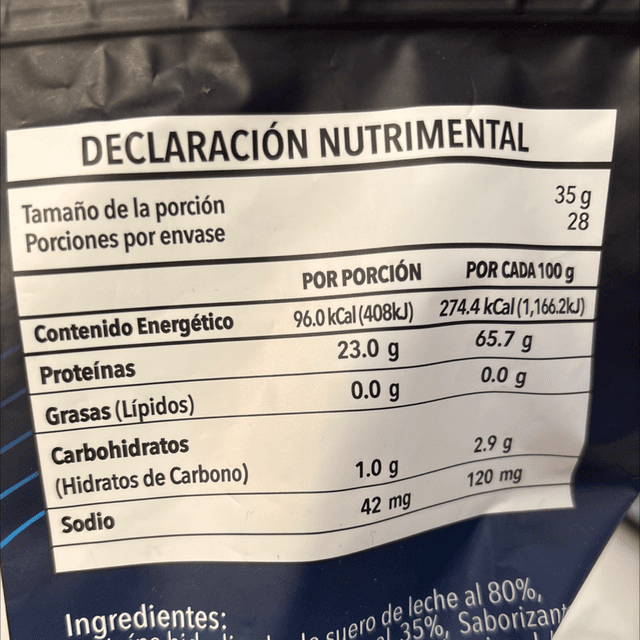 DECLARACIÓN NUTRIMENTAL
Tamaño de la porción 35 g
Porciones por envase 28
POR PORCIÓN POR CADA 100 g
Contenido Energético 96.0 kCal (408kJ) 274.4 kCal (1,166.2kJ)
Proteínas 23.0 g 65.7 g
Grasas (Lípidos) 0.0 g 0.0 g
Carbohidratos
(Hidratos de Carbono) 1.0 g 2.9 g
Sodio 42 mg 120 mg
Ingredientes:
suero de leche al 80%,
35%, Saborizant